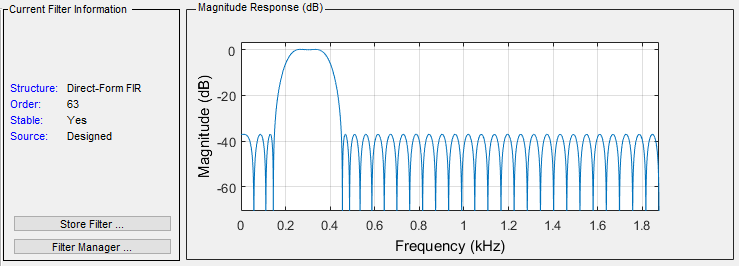 Current Filter Information
Structure: Direct-Form FIR
Order: 63
Stable: Yes
Source: Designed
Store Filter ...
Filter Manager ...
Magnitude Response (dB)
Magnitude (dB)
0
-20
-40
-60
0 0.2 0.4 0.6 0.8 1 1.2 1.4 1.6 1.8
Frequency (kHz)